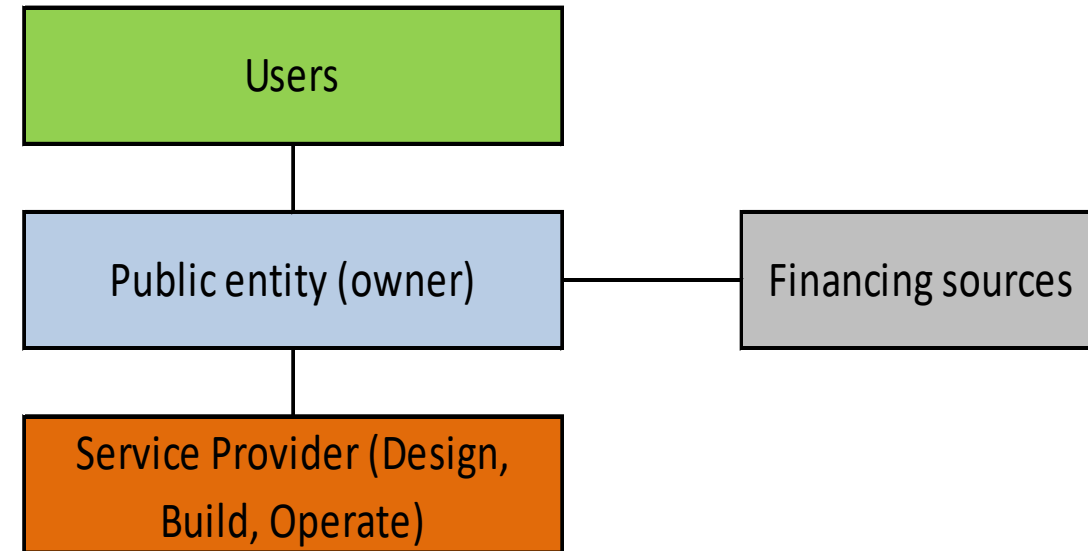 Users
Public entity (owner)
Financing sources
Service Provider (Design,
Build, Operate)